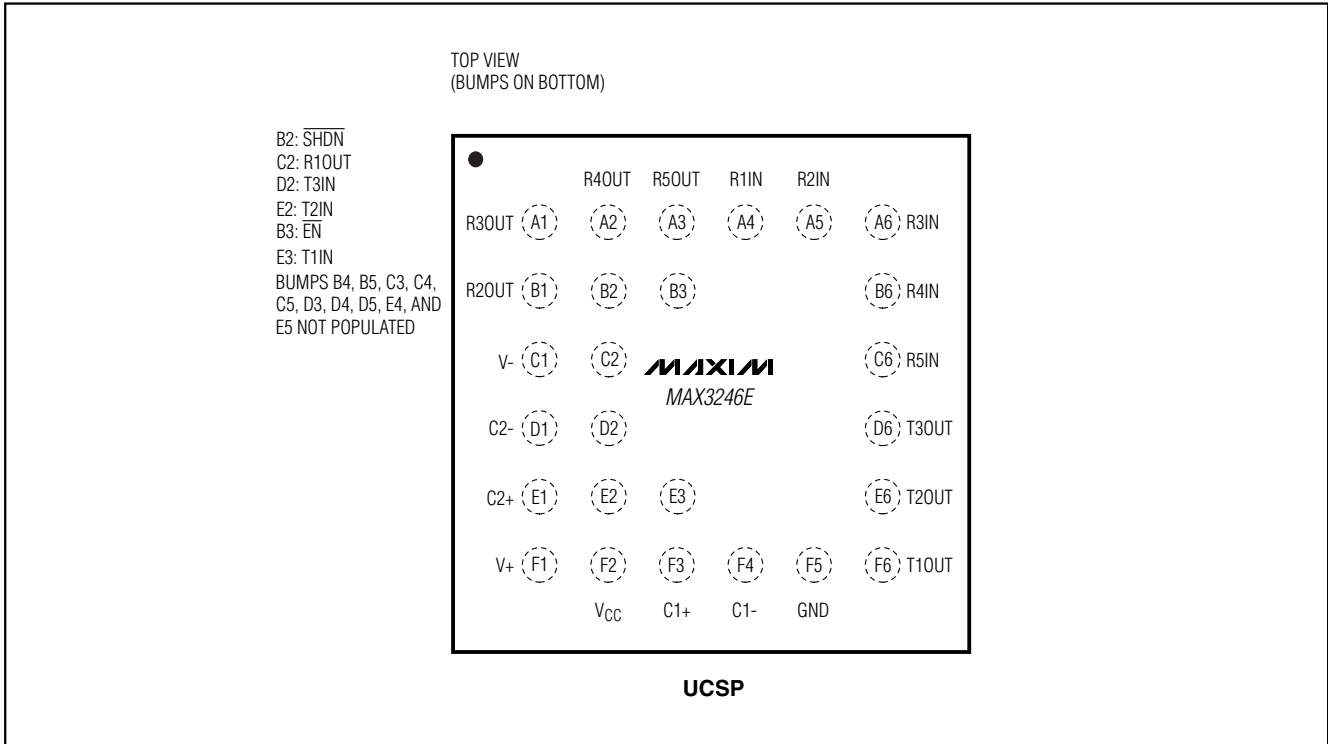 TOP VIEW
(BUMPS ON BOTTOM)
B2: SHDN
C2: R1OUT
D2: T3IN
E2: T2IN
B3: EN
E3: T1IN
BUMPS B4, B5, C3, C4,
C5, D3, D4, D5, E4, AND
E5 NOT POPULATED
R4OUT R5OUT R1IN R2IN
R3OUT A1 A2 A3 A4 A5 A6 R3IN
R2OUT B1 B2 B3 B6 R4IN
V- C1 C2 MAXIM C6 R5IN
MAX3246E
C2- D1 D2 D6 T3OUT
C2+ E1 E2 E3 E6 T2OUT
V+ F1 F2 F3 F4 F5 F6 T1OUT
VCC C1+ C1- GND
UCSP